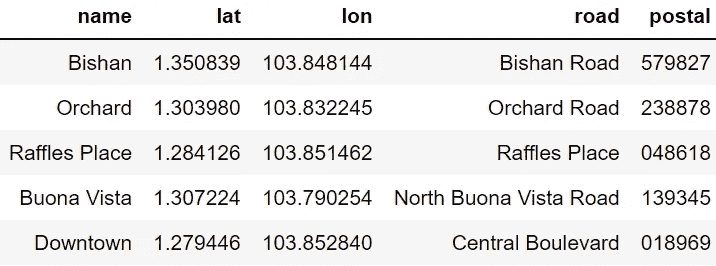 name lat lon road postal
Bishan 1.350839 103.848144 Bishan Road 579827
Orchard 1.303980 103.832245 Orchard Road 238878
Raffles Place 1.284126 103.851462 Raffles Place 048618
Buona Vista 1.307224 103.790254 North Buona Vista Road 139345
Downtown 1.279446 103.852840 Central Boulevard 018969